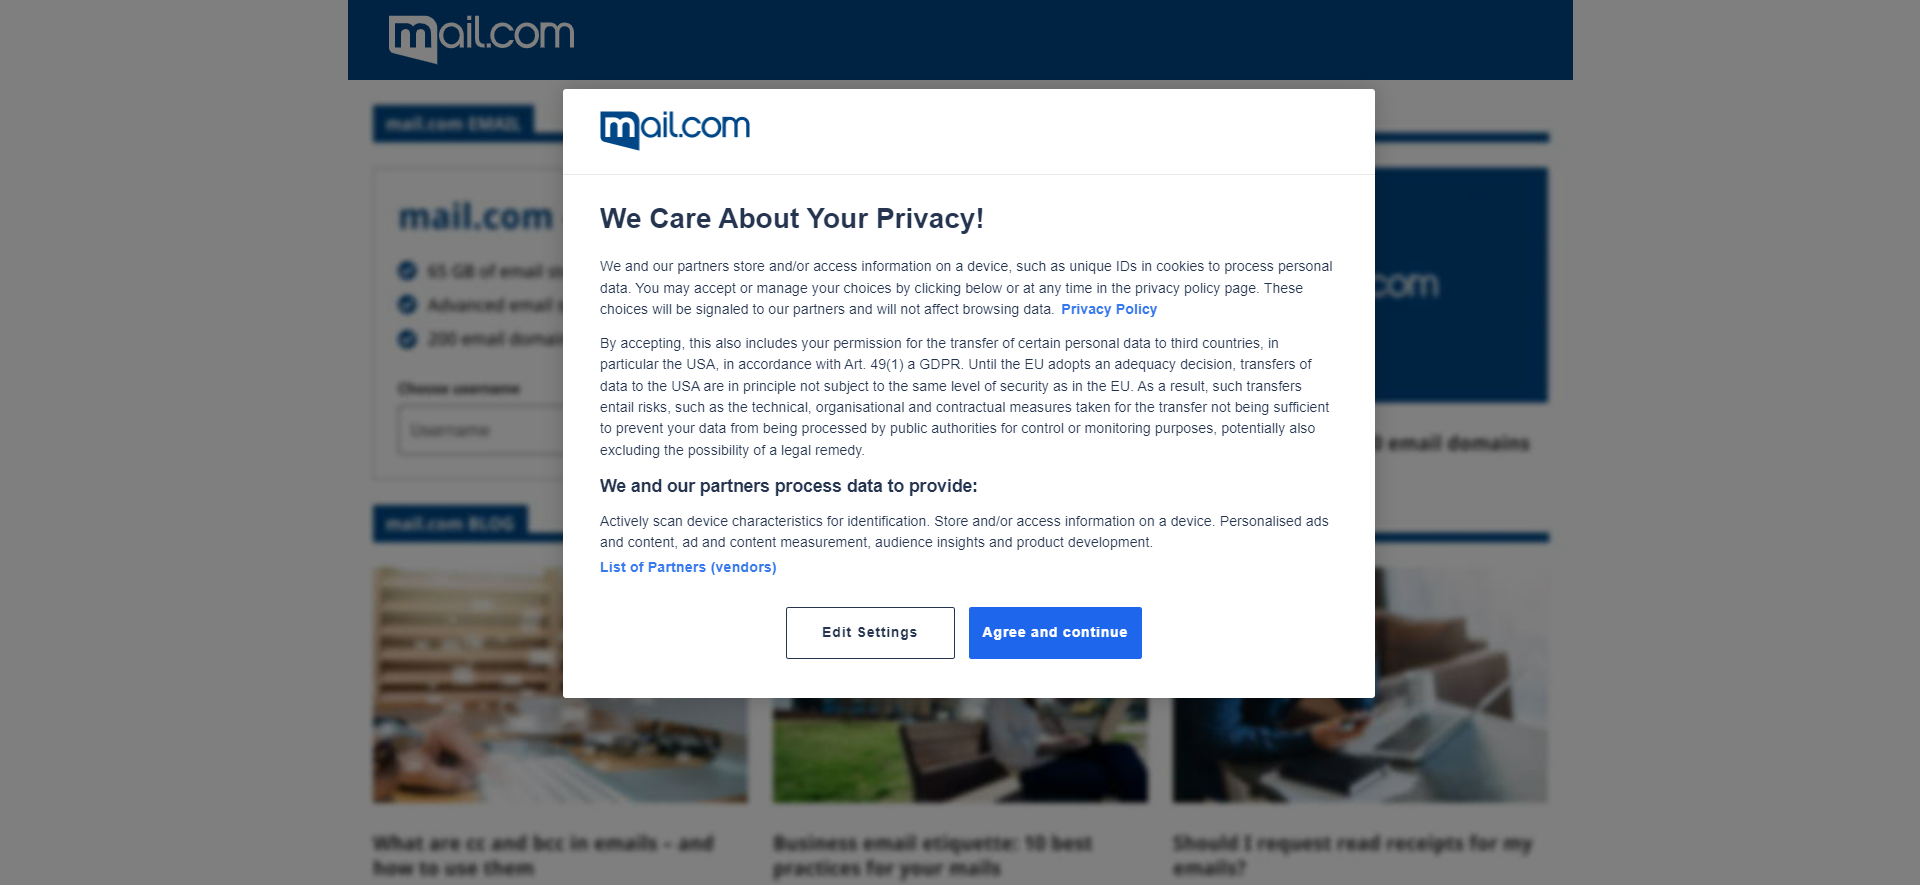 mail.com
mail.com EMAIL
mail.com
65 GB of email
Advanced email
200 email
Choose username
Username
com
email domains
mail.com
We Care About Your Privacy!
We and our partners store and/or access information on a device, such as unique IDs in cookies to process personal
data. You may accept or manage your choices by clicking below or at any time in the privacy policy page. These
choices will be signaled to our partners and will not affect browsing data. Privacy Policy
By accepting, this also includes your permission for the transfer of certain personal data to third countries, in
particular the USA, in accordance with Art. 49(1) a GDPR. Until the EU adopts an adequacy decision, transfers of
data to the USA are in principle not subject to the same level of security as in the EU. As a result, such transfers
entail risks, such as the technical, organisational and contractual measures taken for the transfer not being sufficient
to prevent your data from being processed by public authorities for control or monitoring purposes, potentially also
excluding the possibility of a legal remedy.
We and our partners process data to provide:
Actively scan device characteristics for identification. Store and/or access information on a device. Personalised ads
and content, ad and content measurement, audience insights and product development.
List of Partners (vendors)
Edit Settings
Agree and continue
mail.com BLOG
What are cc and bcc in emails – and
how to use them
Business email etiquette: 10 best
practices for your mails
Should I request read receipts for my
emails?